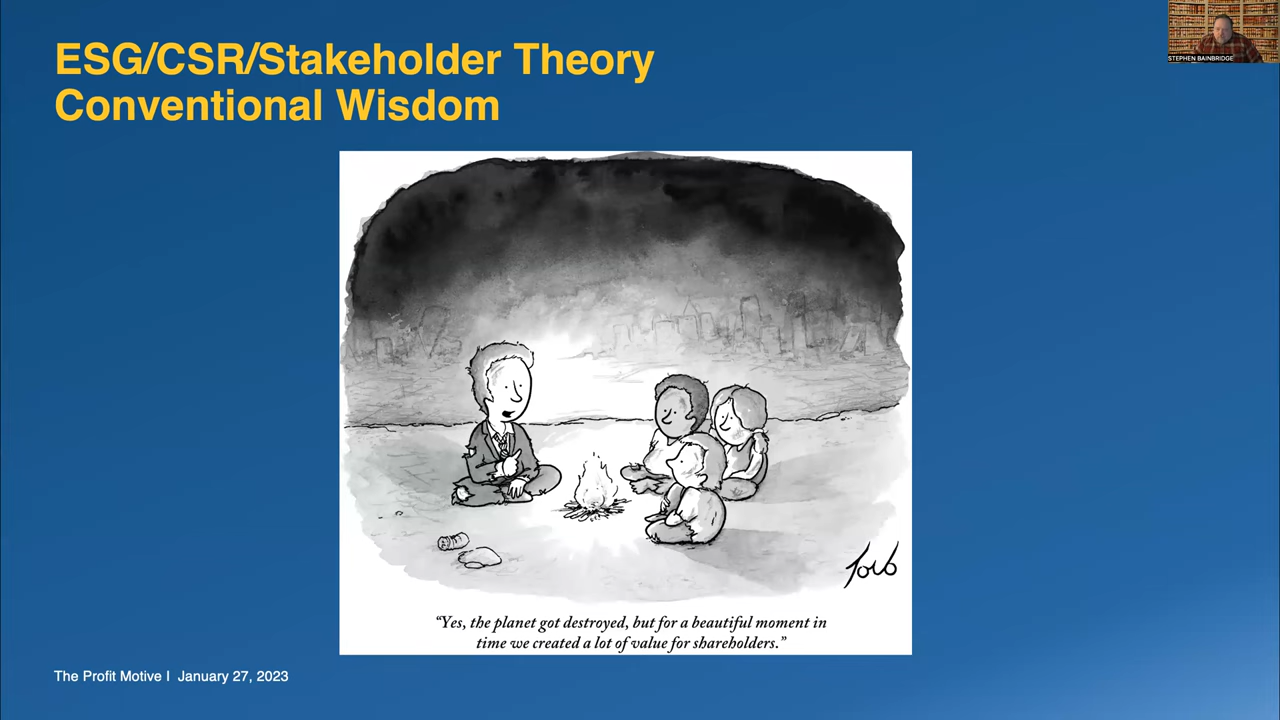 ESG/CSR/Stakeholder Theory
Conventional Wisdom
STEPHEN BAINBRIDGE
Toro
“Yes, the planet got destroyed, but for a beautiful moment in
time we created a lot of value for shareholders.”
The Profit Motive I January 27, 2023